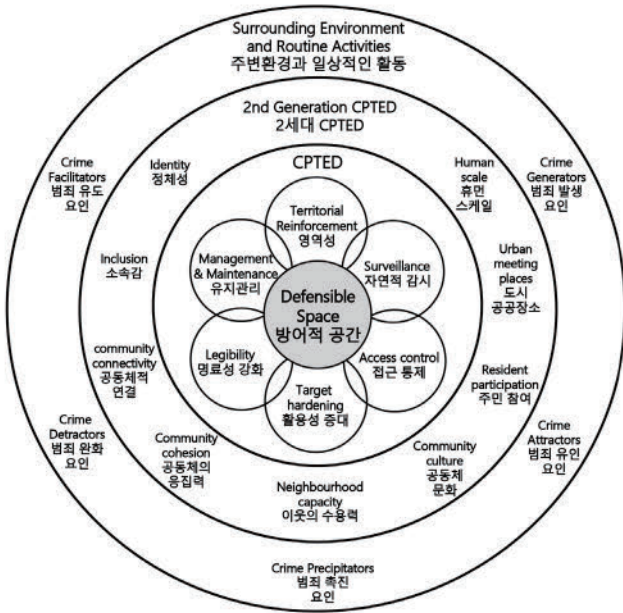 Surrounding Environment
and Routine Activities
주변환경과 일상적인 활동
2nd Generation CPTED
2세대 CPTED
CPTED
Crime
Facilitators
범죄 유도
요인
Identity
정체성
Human
scale
휴먼
스케일
Crime
Generators
범죄 발생
요인
Territorial
Reinforcement
영역성
Management
& Maintenance
유지관리
Surveillance
자연적 감시
Inclusion
소속감
Urban
meeting
places
도시
공공장소
Defensible
Space
방어적 공간
Legibility
명료성 강화
Access control
접근 통제
Target
hardening
활용성 증대
community
connectivity
공동체적
연결
Resident
participation
주민 참여
Crime
Detractors
범죄 완화
요인
Crime
Attractors
범죄 유인
요인
Community
cohesion
공동체의
응집력
Community
culture
공동체
문화
Neighbourhood
capacity
이웃의 수용력
Crime Precipitators
범죄 촉진
요인